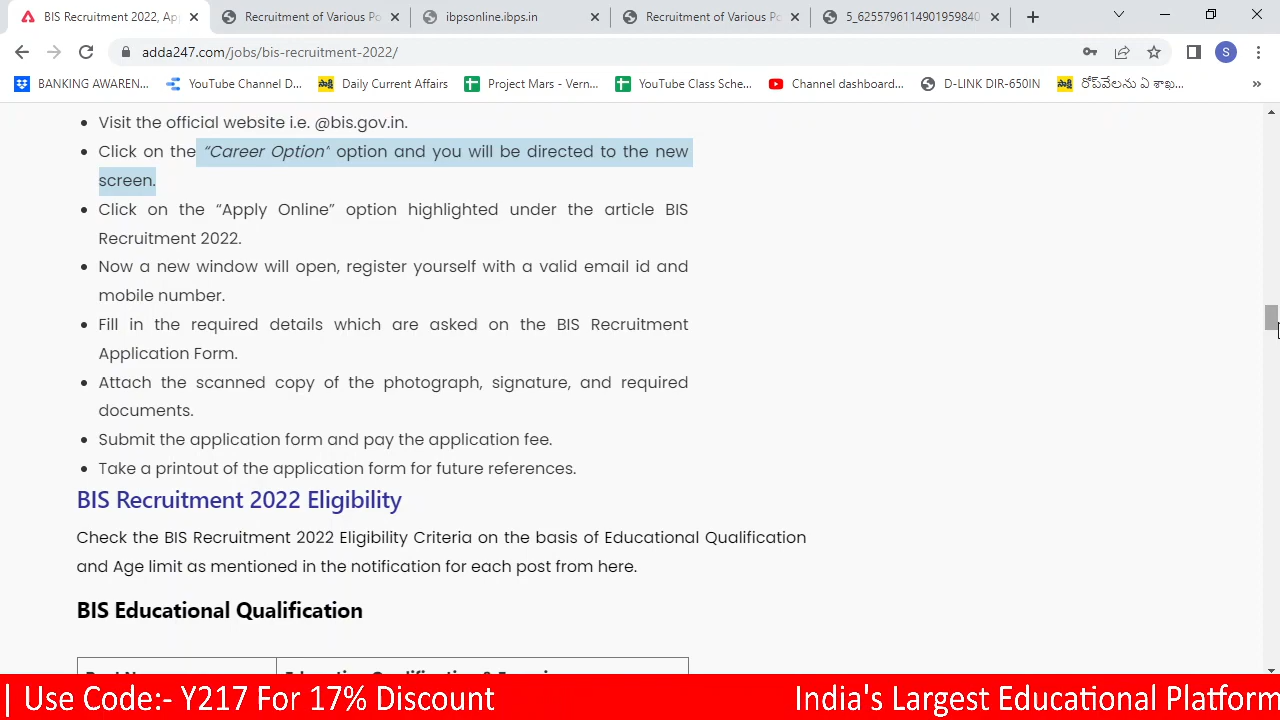 BIS Recruitment 2022, Ap
Recruitment of Various Po
ibpsonline.ibps.in
Recruitment of Various Po
5_6255796114901959840
adda247.com/jobs/bis-recruitment-2022/
S
BANKING AWAREN...
YouTube Channel D...
Daily Current Affairs
Project Mars - Vern...
YouTube Class Sche...
Channel dashboard...
D-LINK DIR-650IN
రోప్‌వేలను ఏ శాఖ...
»
• Visit the official website i.e. @bis.gov.in.
• Click on the “Career Option” option and you will be directed to the new
screen.
• Click on the “Apply Online” option highlighted under the article BIS
Recruitment 2022.
• Now a new window will open, register yourself with a valid email id and
mobile number.
• Fill in the required details which are asked on the BIS Recruitment
Application Form.
• Attach the scanned copy of the photograph, signature, and required
documents.
• Submit the application form and pay the application fee.
• Take a printout of the application form for future references.
BIS Recruitment 2022 Eligibility
Check the BIS Recruitment 2022 Eligibility Criteria on the basis of Educational Qualification
and Age limit as mentioned in the notification for each post from here.
BIS Educational Qualification
| Use Code:- Y217 For 17% Discount
India's Largest Educational Platform